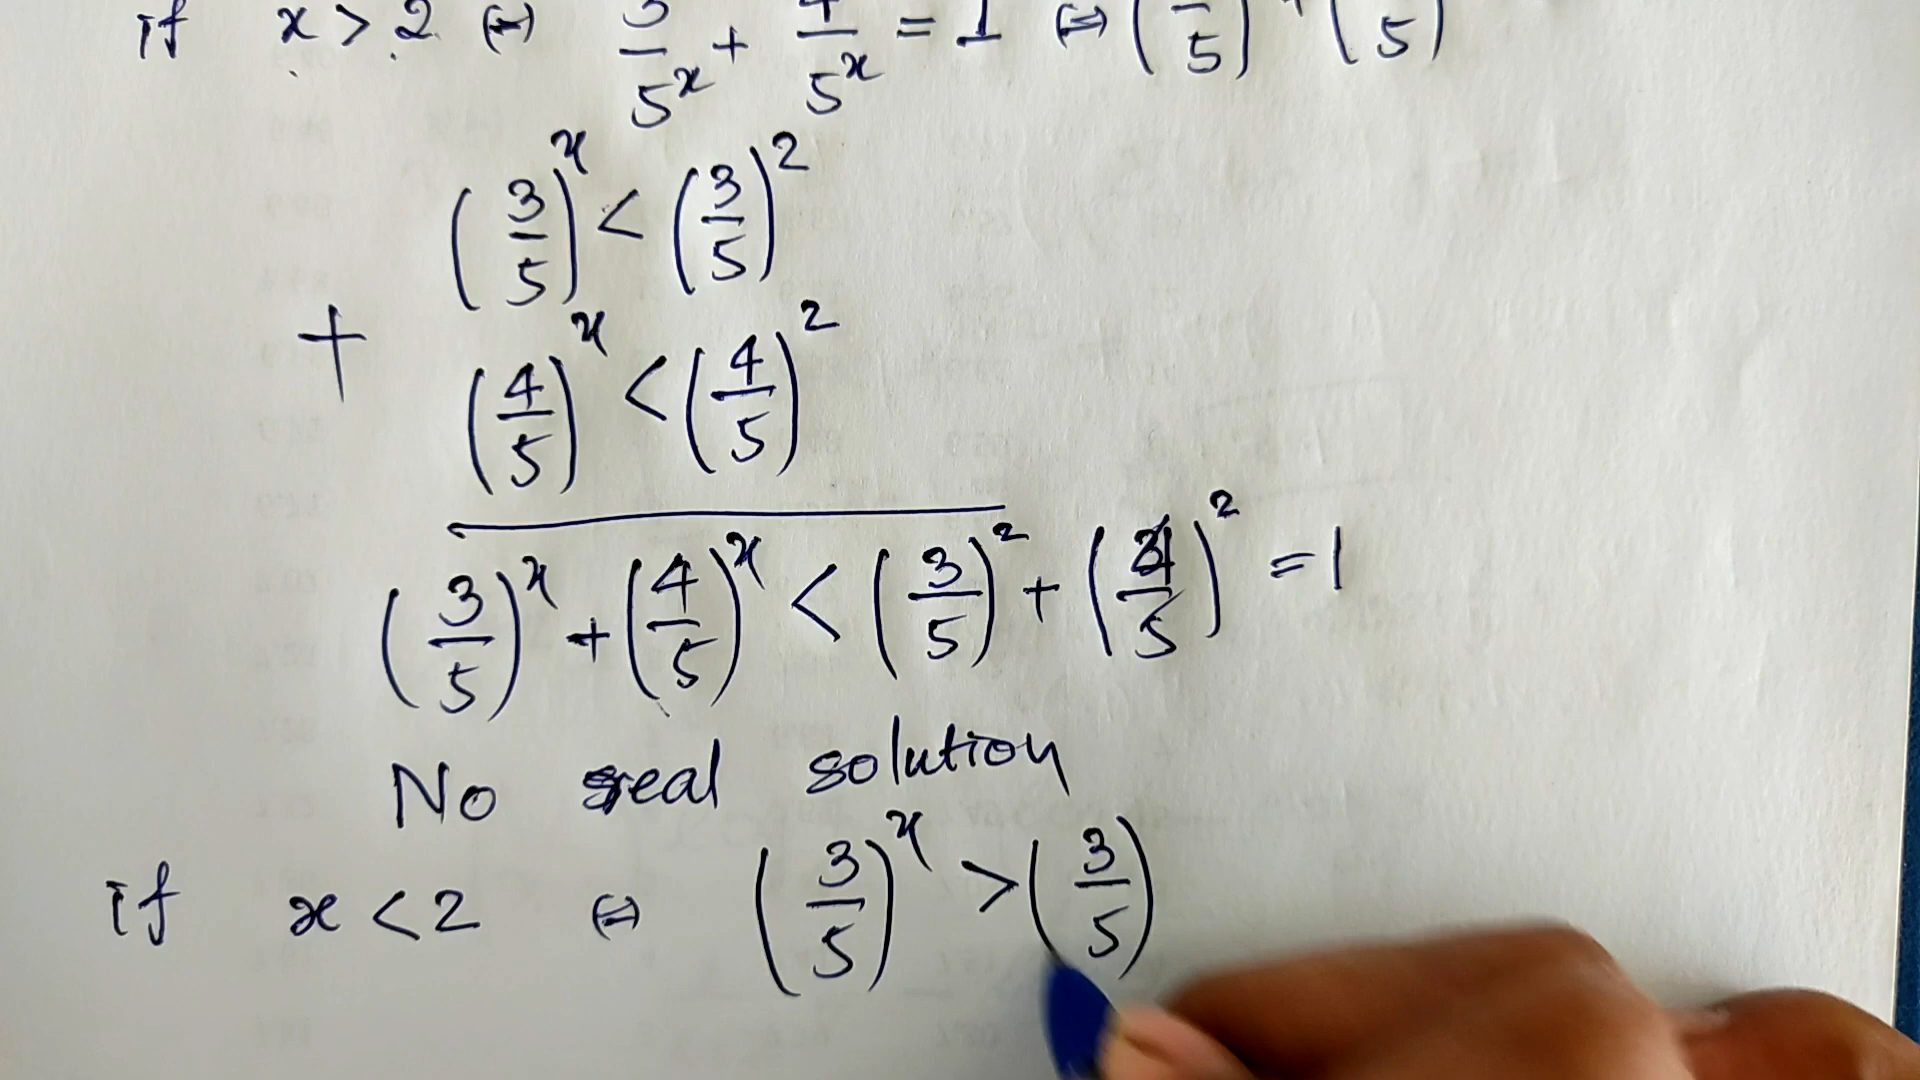 if x > 2 ⇔ 3/5^x + 4/5^x = 1 ⇔ ( /5) + ( 5)
(3/5)^x < (3/5)^2
+ (4/5)^x < (4/5)^2
(3/5)^x + (4/5)^x < (3/5)^2 + (4/5)^2 = 1
No real solution
if x < 2 ⇔ (3/5)^x > (3/5)